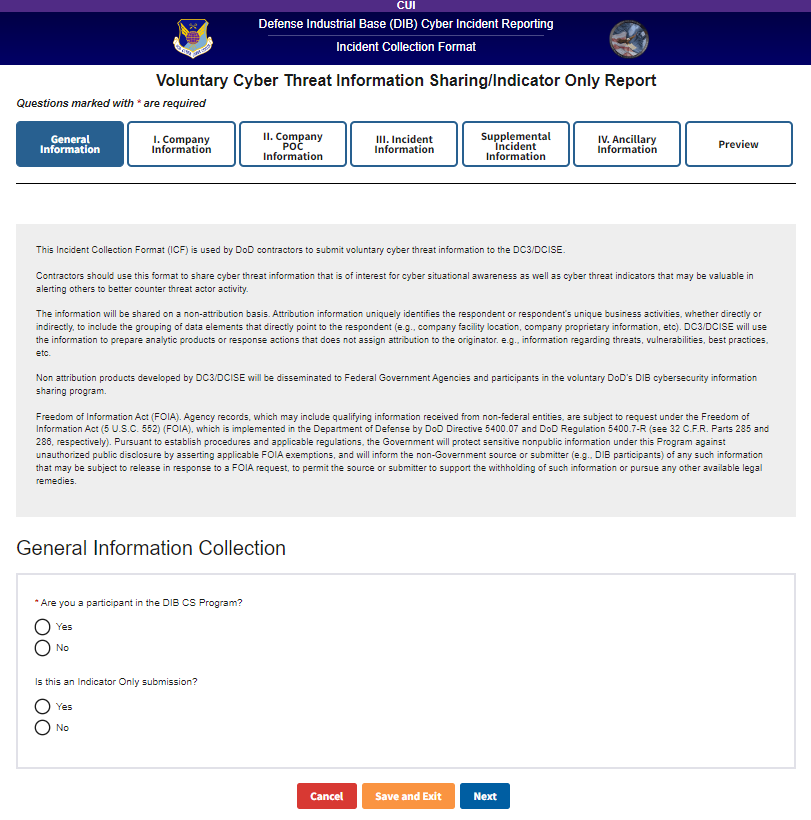 CUI
Defense Industrial Base (DIB) Cyber Incident Reporting
Incident Collection Format
Voluntary Cyber Threat Information Sharing/Indicator Only Report
Questions marked with * are required
General
Information
I. Company
Information
II. Company
POC
Information
III. Incident
Information
Supplemental
Incident
Information
IV. Ancillary
Information
Preview
This Incident Collection Format (ICF) is used by DoD contractors to submit voluntary cyber threat information to the DC3/DCISE.
Contractors should use this format to share cyber threat information that is of interest for cyber situational awareness as well as cyber threat indicators that may be valuable in
alerting others to better counter threat actor activity.
The information will be shared on a non-attribution basis. Attribution information uniquely identifies the respondent or respondent's unique business activities, whether directly or
indirectly, to include the grouping of data elements that directly point to the respondent (e.g., company facility location, company proprietary information, etc). DC3/DCISE will use
the information to prepare analytic products or response actions that does not assign attribution to the originator. e.g., information regarding threats, vulnerabilities, best practices,
etc.
Non attribution products developed by DC3/DCISE will be disseminated to Federal Government Agencies and participants in the voluntary DoD's DIB cybersecurity information
sharing program.
Freedom of Information Act (FOIA). Agency records, which may include qualifying information received from non-federal entities, are subject to request under the Freedom of
Information Act (5 U.S.C. 552) (FOIA), which is implemented in the Department of Defense by DoD Directive 5400.07 and DoD Regulation 5400.7-R (see 32 C.F.R. Parts 285 and
286, respectively). Pursuant to establish procedures and applicable regulations, the Government will protect sensitive nonpublic information under this Program against
unauthorized public disclosure by asserting applicable FOIA exemptions, and will inform the non-Government source or submitter (e.g., DIB participants) of any such information
that may be subject to release in response to a FOIA request, to permit the source or submitter to support the withholding of such information or pursue any other available legal
remedies.
General Information Collection
* Are you a participant in the DIB CS Program?
Yes
No
Is this an Indicator Only submission?
Yes
No
Cancel
Save and Exit
Next